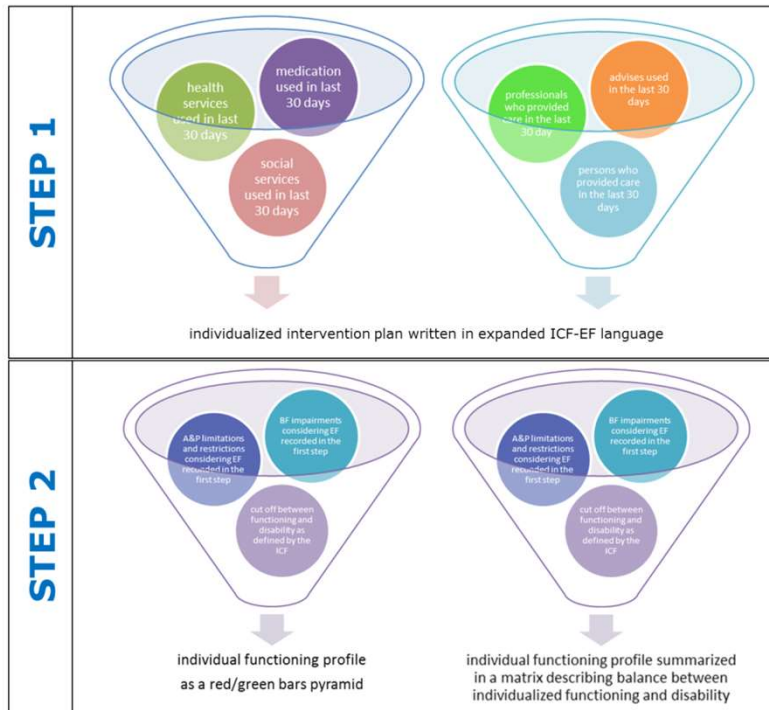 STEP 1
health
services
used in last
30 days
medication
used in last
30 days
social
services
used in last
30 days
professionals
who provided
care in the last
30 day
advises used
in the last 30
days
persons who
provided care
in the last 30
days
individualized intervention plan written in expanded ICF-EF language
STEP 2
A&P limitations
and restrictions
considering EF
recorded in the
first step
BF impairments
considering EF
recorded in the
first step
cut off between
functioning and
disability as
defined by the
ICF
individual functioning profile
as a red/green bars pyramid
A&P limitations
and restrictions
considering EF
recorded in the
first step
BF impairments
considering EF
recorded in the
first step
cut off between
functioning and
disability as
defined by the
ICF
individual functioning profile summarized
in a matrix describing balance between
individualized functioning and disability